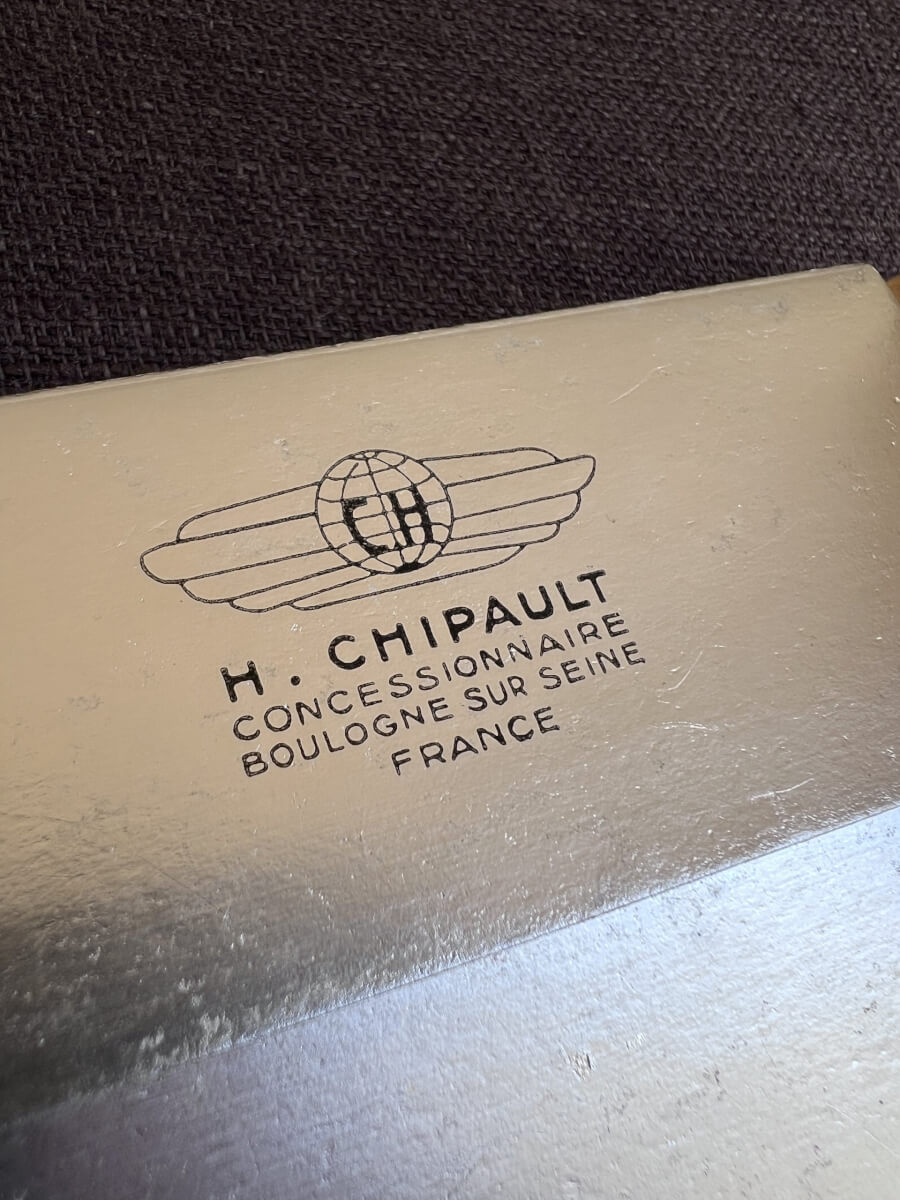 CH
H. CHIPAULT
CONCESSIONNAIRE
BOULOGNE SUR SEINE
FRANCE